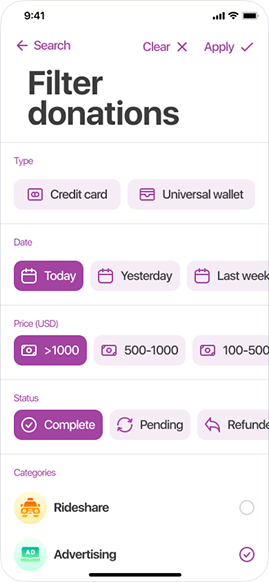 9:41
Search Clear Apply
Filter
donations
Type
Credit card Universal wallet
Date
Today Yesterday Last week
Price (USD)
>1000 500-1000 100-500
Status
Complete Pending Refunde
Categories
Rideshare
AD
Advertising